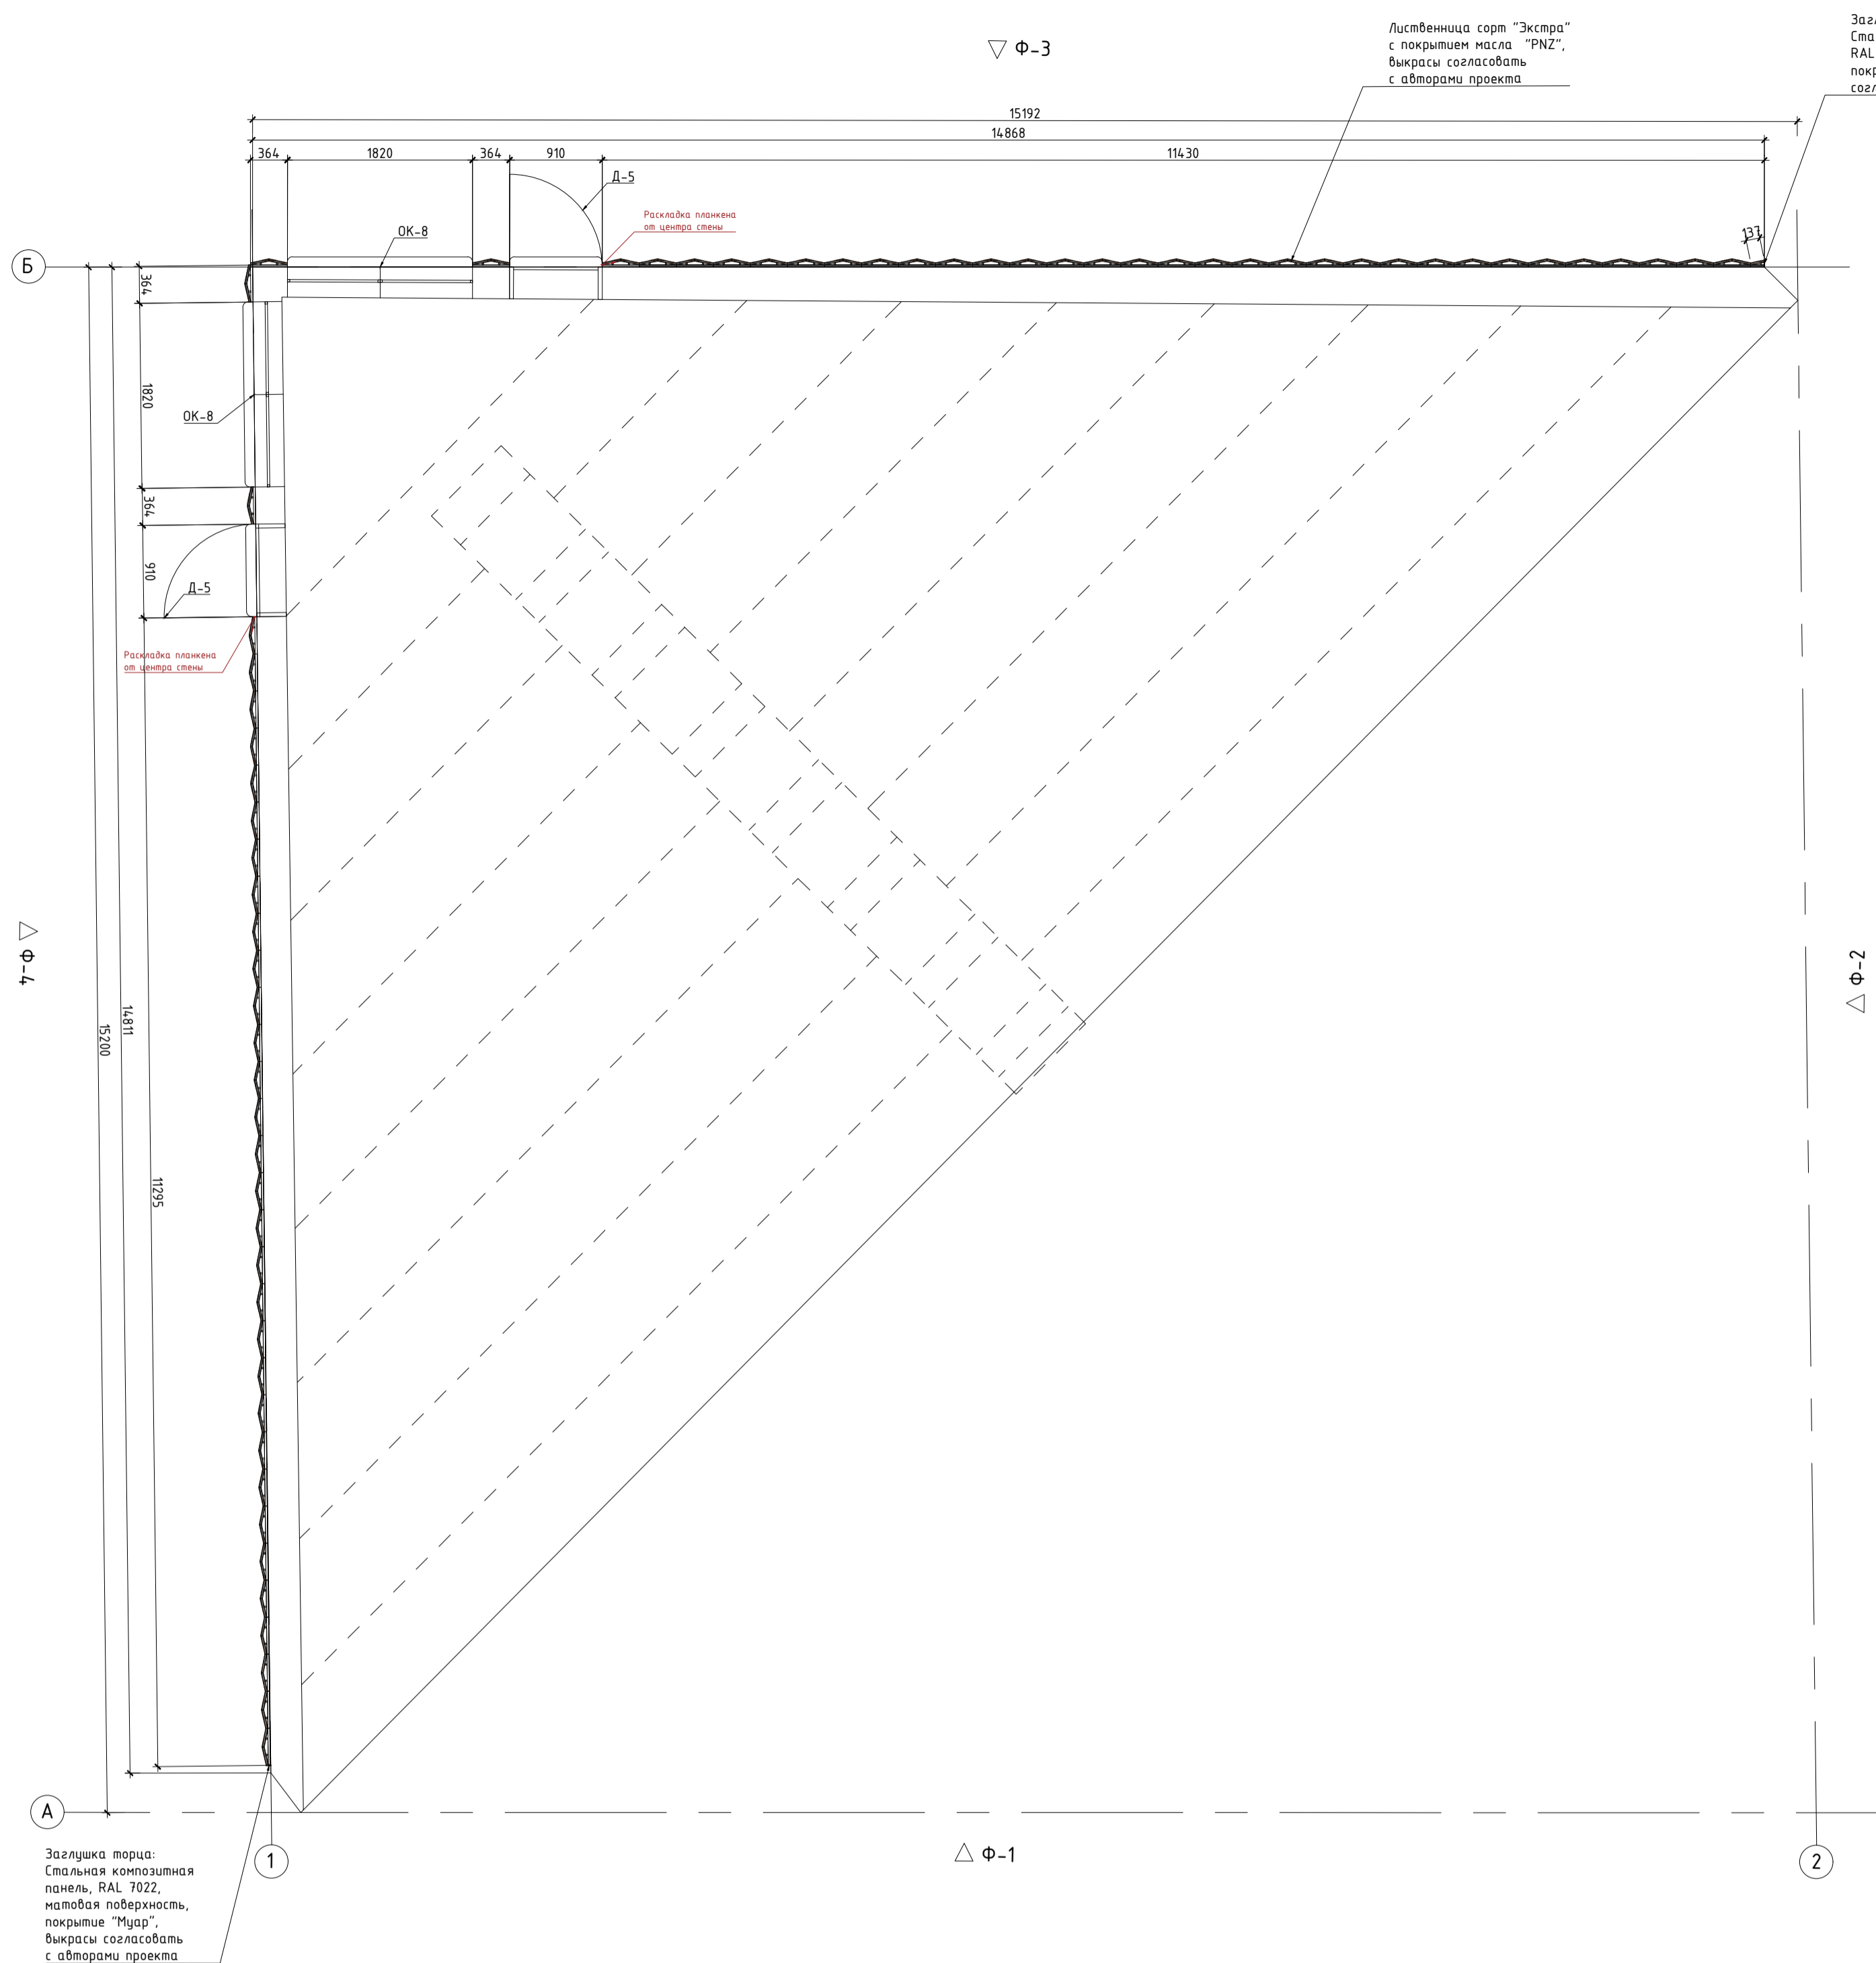 Ф-3
Лиственница сорт "Экстра"
с покрытием масла "PNZ",
выкрасы согласовать
с авторами проекта
RAL
15192
14868
364
1820
364
910
11430
Д-5
Раскладка планкена
от центра стены
ОК-8
137
Б
364
1820
ОК-8
364
910
Д-5
Раскладка планкена
от центра стены
Ф-4
Ф-2
14811
15200
11295
А
1
Ф-1
2
Заглушка торца:
Стальная композитная
панель, RAL 7022,
матовая поверхность,
покрытие "Муар",
выкрасы согласовать
с авторами проекта